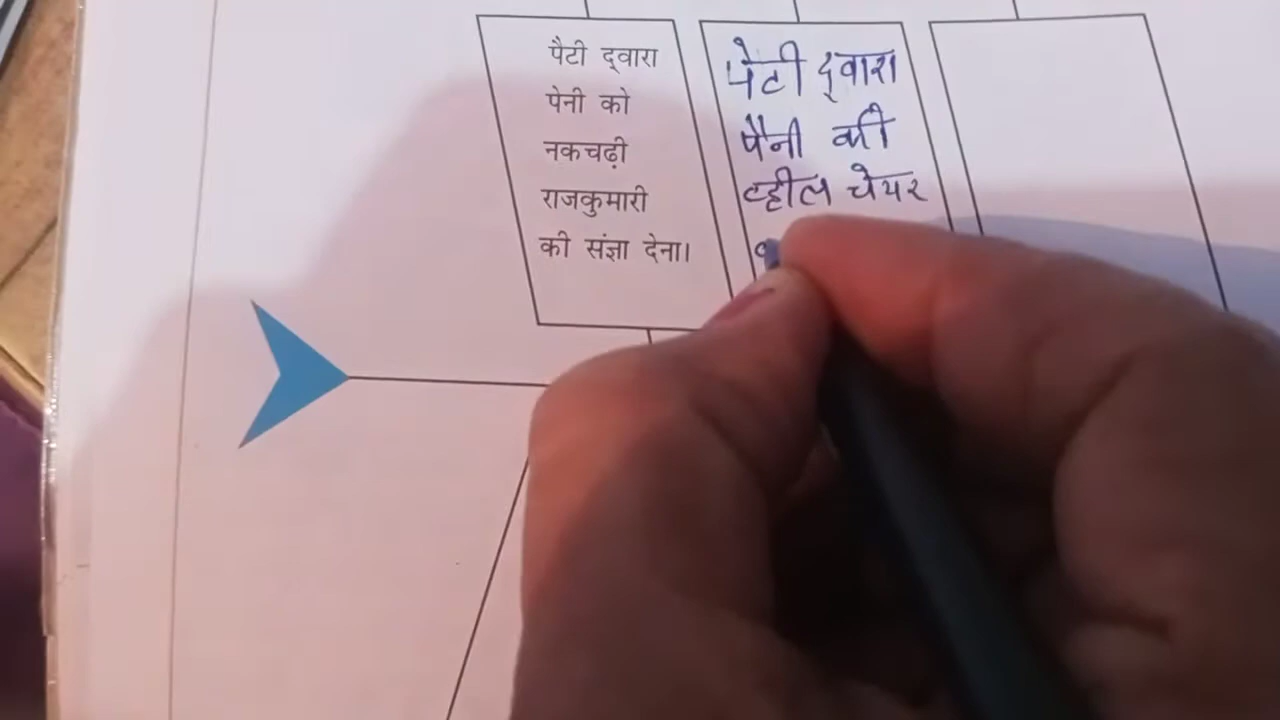 पैटी द्वारा
पेनी को
नकचढ़ी
राजकुमारी
की संज्ञा देना।
पेटी द्वारा
पैनी की
व्हील चेयर